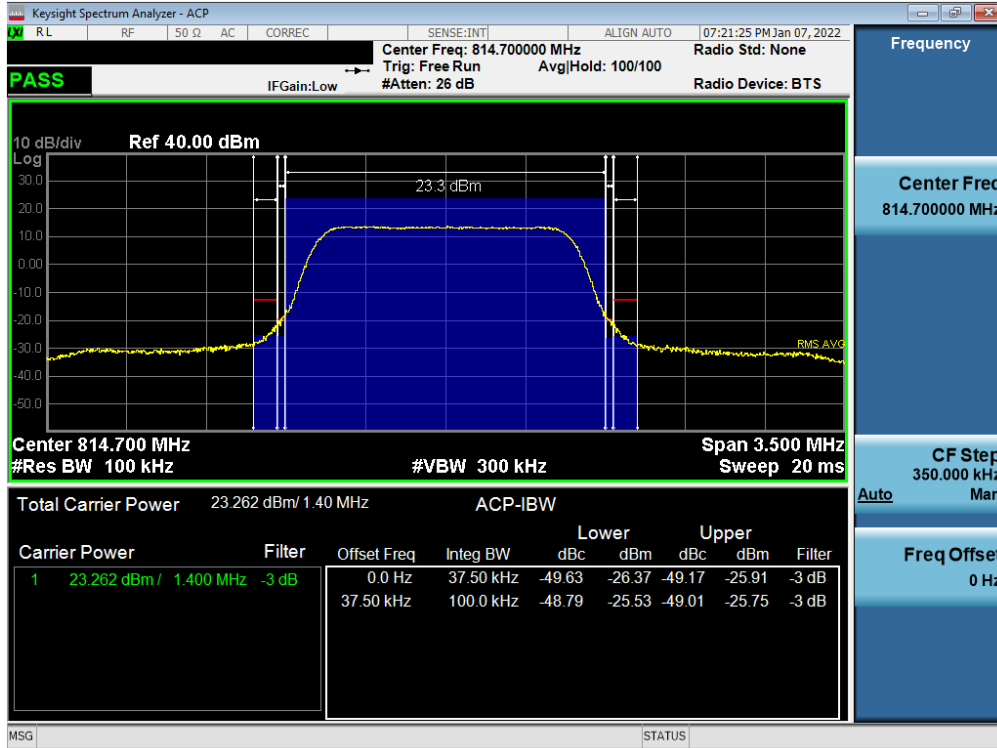 Keysight Spectrum Analyzer - ACP
LXI RL RF 50 Ω AC CORREC SENSE:INT ALIGN AUTO 07:21:25 PM Jan 07, 2022
Center Freq: 814.700000 MHz Radio Std: None
Trig: Free Run Avg|Hold: 100/100
PASS IFGain:Low #Atten: 26 dB Radio Device: BTS
10 dB/div Ref 40.00 dBm
Log
30.0
20.0
10.0
0.00
-10.0
-20.0
-30.0
-40.0
-50.0
23.3 dBm
RMS AVG
Center 814.700 MHz Span 3.500 MHz
#Res BW 100 kHz #VBW 300 kHz Sweep 20 ms
Total Carrier Power 23.262 dBm/ 1.40 MHz ACP-IBW
Lower Upper
Carrier Power Filter Offset Freq Integ BW dBc dBm dBc dBm Filter
1 23.262 dBm / 1.400 MHz -3 dB 0.0 Hz 37.50 kHz -49.63 -26.37 -49.17 -25.91 -3 dB
37.50 kHz 100.0 kHz -48.79 -25.53 -49.01 -25.75 -3 dB
MSG STATUS
Frequency
Center Freq
814.700000 MHz
CF Step
350.000 kHz
Auto Man
Freq Offset
0 Hz